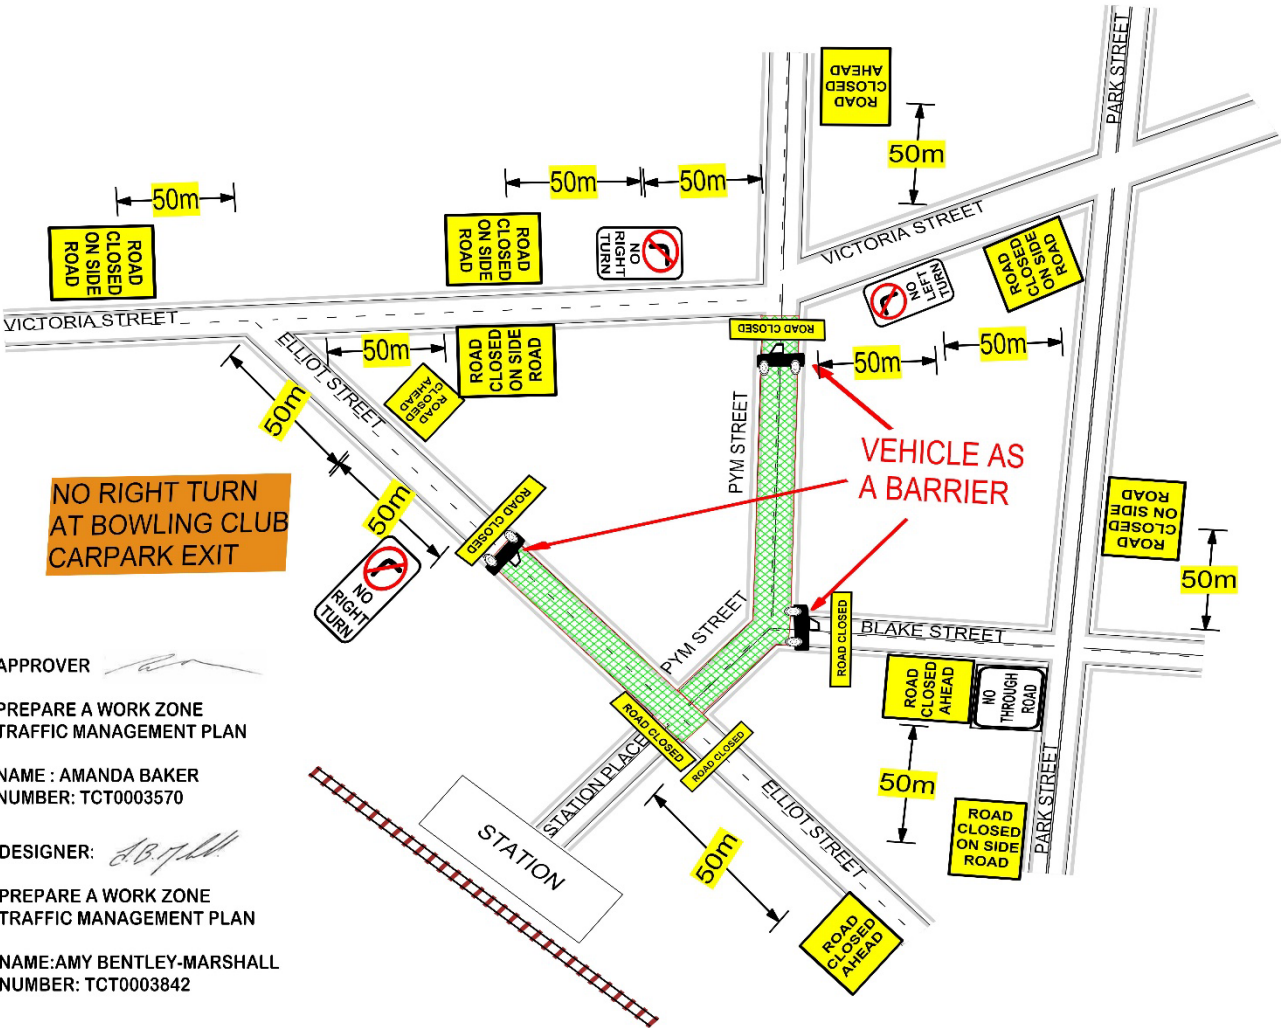 ROAD
CLOSED
AHEAD
PARK STREET
50m
50m
50m
50m
ROAD
CLOSED
ON SIDE
ROAD
ROAD
CLOSED
ON SIDE
ROAD
NO
RIGHT
TURN
VICTORIA STREET
ROAD
CLOSED
ON SIDE
ROAD
NO
LEFT
TURN
VICTORIA STREET
ROAD CLOSED
ELLIOT STREET
50m
ROAD
CLOSED
ON SIDE
ROAD
50m
50m
ROAD
CLOSED
AHEAD
50m
PYM STREET
VEHICLE AS
A BARRIER
NO RIGHT TURN
AT BOWLING CLUB
CARPARK EXIT
50m
ROAD CLOSED
ROAD
CLOSED
ON SIDE
ROAD
50m
NO
RIGHT
TURN
PYM STREET
ROAD CLOSED
BLAKE STREET
APPROVER
ROAD
CLOSED
AHEAD
NO
THROUGH
ROAD
PREPARE A WORK ZONE
TRAFFIC MANAGEMENT PLAN
ROAD CLOSED
ROAD CLOSED
STATION PLACE
NAME : AMANDA BAKER
NUMBER: TCT0003570
50m
PARK STREET
ELLIOT STREET
50m
STATION
ROAD
CLOSED
ON SIDE
ROAD
DESIGNER:
PREPARE A WORK ZONE
TRAFFIC MANAGEMENT PLAN
ROAD
CLOSED
AHEAD
NAME:AMY BENTLEY-MARSHALL
NUMBER: TCT0003842